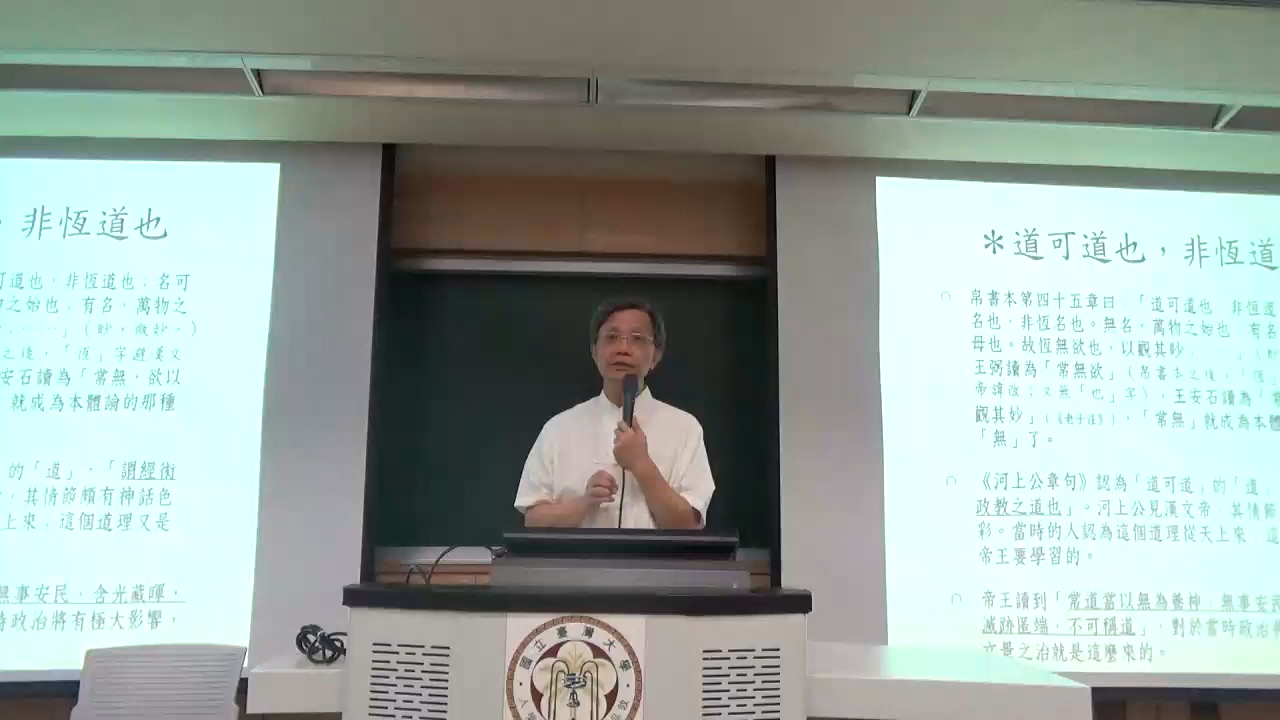 非恆道也
可道也，非恆道也；名可
物之始也；有名，萬物之
之後，「恆」字避漢文
安石讀為「常無，欲以
就成為本體論的那種
的「道」，「謂經術
，其情節頗有神話色
上來，這個道理又是
無事安民，含光藏暉，
時政治將有極大影響，
＊道可道也，非恆道
帛書本第四十五章曰，「道可道也，非恆道
名也，非恆名也。無名，萬物之始也；有名
母也。故恆無欲也，以觀其妙
王弼讀為「常無欲」（帛書本之後，「恆」
帝諱改；又無「也」字），王安石讀為「常
觀其妙」（《老子注》），「常無」就成為本體
「無」了。
《河上公章句》認為「道可道」的「道」
政教之道也」。河上公見漢文帝，其情節
彩。當時的人認為這個道理從天上來，這
帝王要學習的。
帝王讀到「常道當以無為養神，無事安民
滅跡匿端，不可稱道」，對於當時政治將
文景之治就是這麼來的。
國立臺灣大學